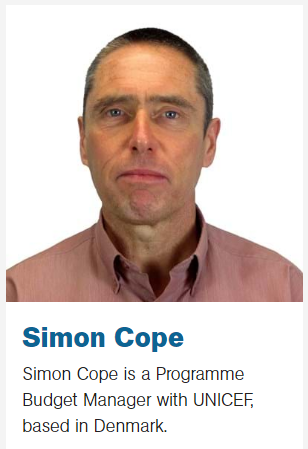 Simon Cope
Simon Cope is a Programme
Budget Manager with UNICEF,
based in Denmark.